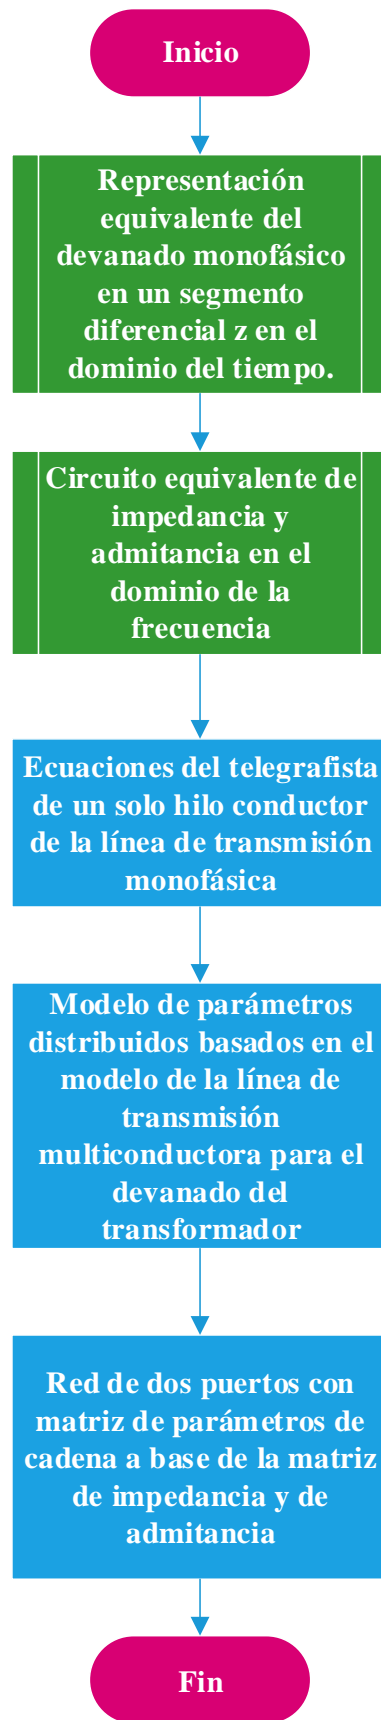 Inicio
Representación
equivalente del
devanado monofásico
en un segmento
diferencial z en el
dominio del tiempo.
Circuito equivalente de
impedancia y
admitancia en el
dominio de la
frecuencia
Ecuaciones del telegrafista
de un solo hilo conductor
de la línea de transmisión
monofásica
Modelo de parámetros
distribuidos basados en el
modelo de la línea de
transmisión
multiconductora para el
devanado del
transformador
Red de dos puertos con
matriz de parámetros de
cadena a base de la matriz
de impedancia y de
admitancia
Fin